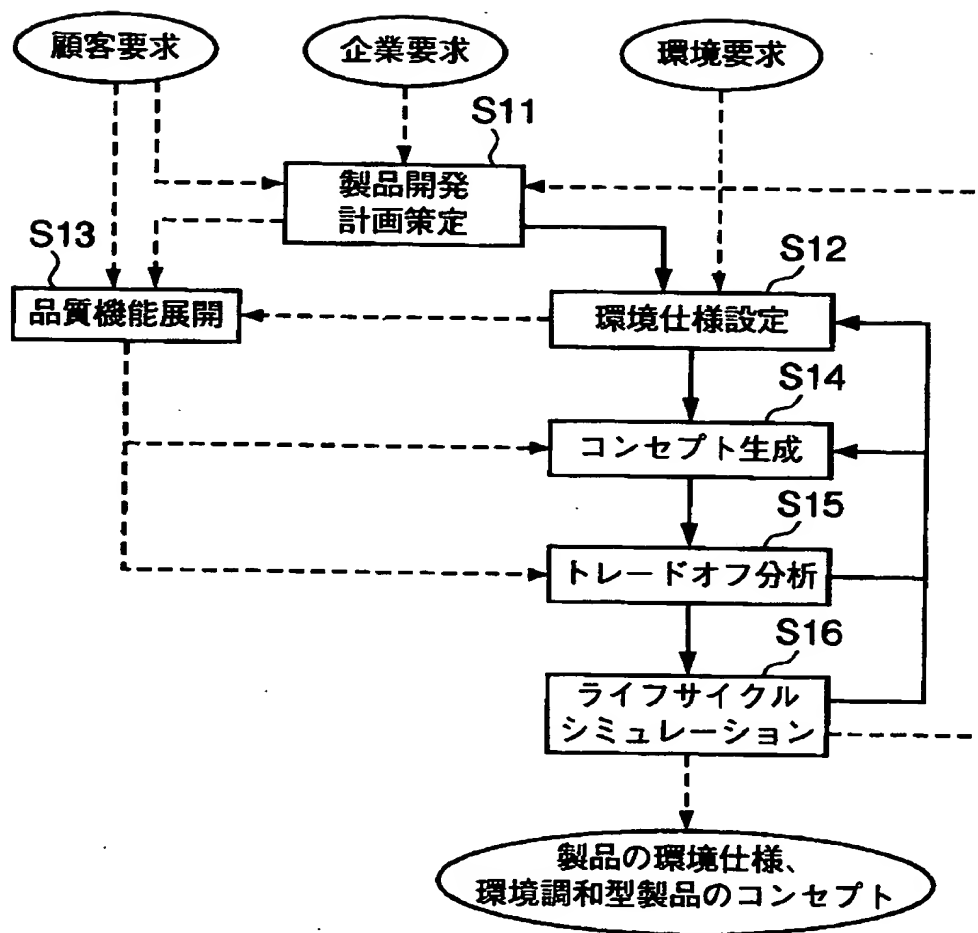 顧客要求
企業要求
環境要求
S11
製品開発
計画策定
S13
品質機能展開
S12
環境仕様設定
S14
コンセプト生成
S15
トレードオフ分析
S16
ライフサイクル
シミュレーション
製品の環境仕様、
環境調和型製品のコンセプト